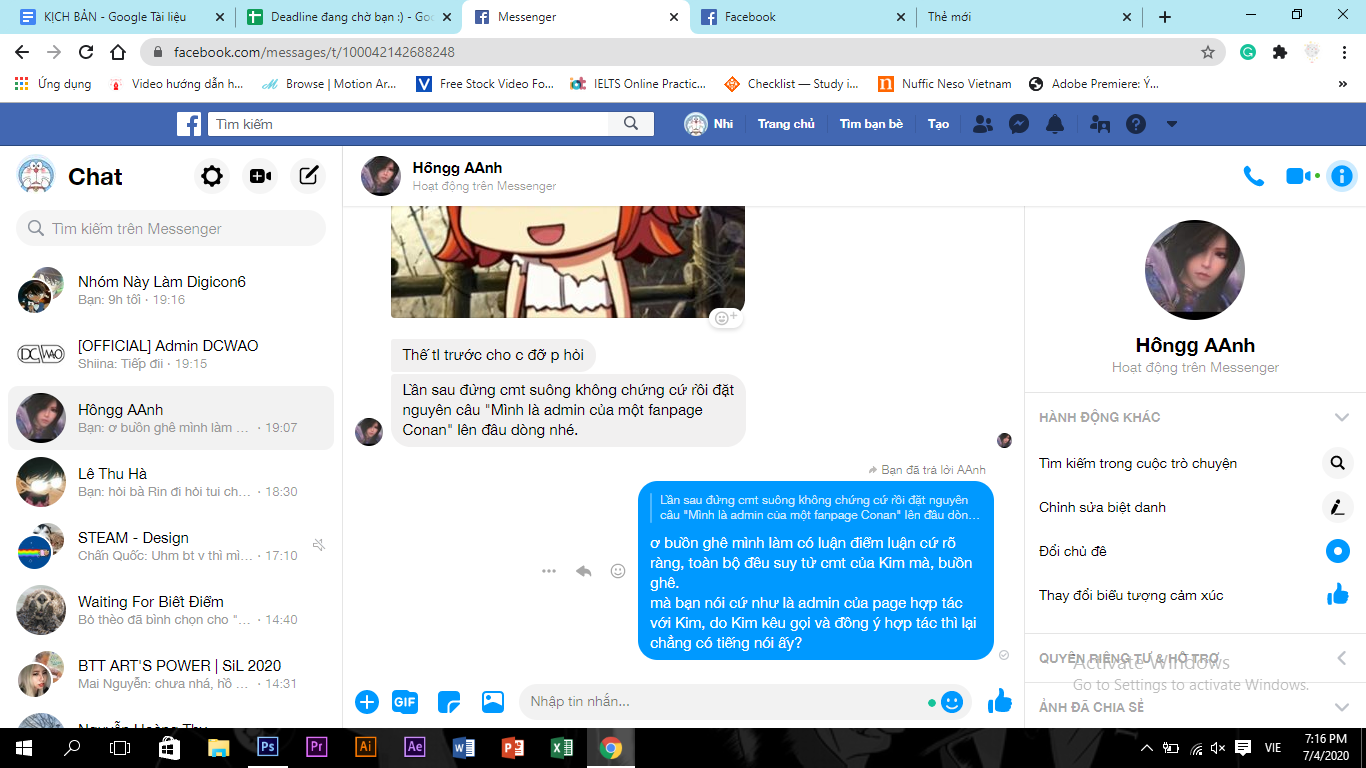 KỊCH BẢN - Google Tài liệu
Deadline đang chờ bạn :) - Goo
Messenger
Facebook
Thẻ mới
facebook.com/messages/t/100042142688248
Ứng dụng
Video hướng dẫn h...
Browse | Motion Ar...
Free Stock Video Fo...
IELTS Online Practic...
Checklist — Study i...
Nuffic Neso Vietnam
Adobe Premiere: Ý...
Tìm kiếm
Nhi
Trang chủ
Tìm bạn bè
Tạo
Chat
Tìm kiếm trên Messenger
Nhóm Này Làm Digicon6
Bạn: 9h tối · 19:16
[OFFICIAL] Admin DCWAO
Shiina: Tiếp đii · 19:15
Hồngg AAnh
Bạn: ơ buồn ghê mình làm ... · 19:07
Lê Thu Hà
Bạn: hỏi bà Rin đi hỏi tui ch... · 18:30
STEAM - Design
Chấn Quốc: Uhm bt v thì mì... · 17:10
Waiting For Biết Điểm
Bỏ thèo đã bình chọn cho "... · 14:40
BTT ART'S POWER | SiL 2020
Mai Nguyễn: chưa nhá, hồ ... · 14:31
Nguyễn Hoàng Thu
Hồngg AAnh
Hoạt động trên Messenger
Thế tl trước cho c đỡ p hỏi
Lần sau đừng cmt suông không chứng cứ rồi đặt
nguyên câu "Mình là admin của một fanpage
Conan" lên đầu dòng nhé.
Bạn đã trả lời AAnh
Lần sau đừng cmt suông không chứng cứ rồi đặt nguyên
câu "Mình là admin của một fanpage Conan" lên đầu dòn...
ơ buồn ghê mình làm có luận điểm luận cứ rõ
ràng, toàn bộ đều suy từ cmt của Kim mà, buồn
ghê.
mà bạn nói cứ như là admin của page hợp tác
với Kim, do Kim kêu gọi và đồng ý hợp tác thì lại
chẳng có tiếng nói ấy?
GIF
Nhập tin nhắn...
Hồngg AAnh
Hoạt động trên Messenger
HÀNH ĐỘNG KHÁC
Tìm kiếm trong cuộc trò chuyện
Chỉnh sửa biệt danh
Đổi chủ đề
Thay đổi biểu tượng cảm xúc
QUYỀN RIÊNG TƯ & HỖ TRỢ
Activate Windows
Go to Settings to activate Windows.
ẢNH ĐÃ CHIA SẺ
Ps
Pr
Ai
Ae
VIE
7:16 PM
7/4/2020